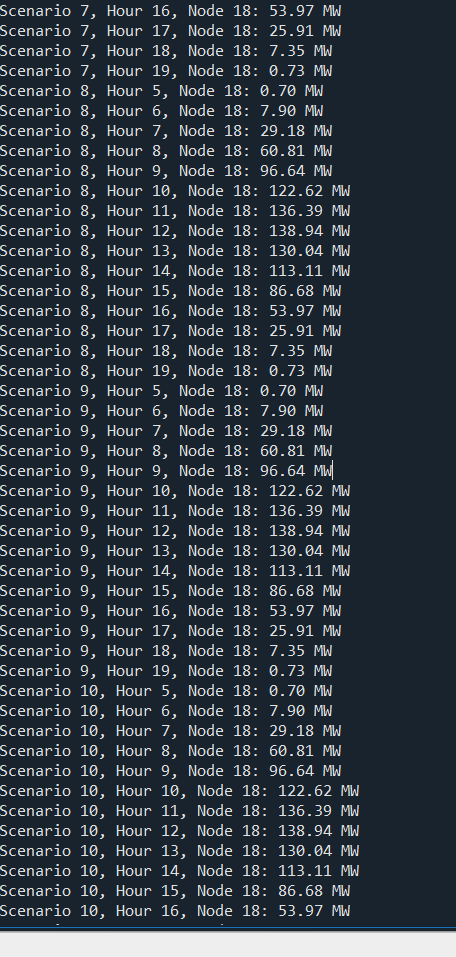 Scenario 7, Hour 16, Node 18: 53.97 MW
Scenario 7, Hour 17, Node 18: 25.91 MW
Scenario 7, Hour 18, Node 18: 7.35 MW
Scenario 7, Hour 19, Node 18: 0.73 MW
Scenario 8, Hour 5, Node 18: 0.70 MW
Scenario 8, Hour 6, Node 18: 7.90 MW
Scenario 8, Hour 7, Node 18: 29.18 MW
Scenario 8, Hour 8, Node 18: 60.81 MW
Scenario 8, Hour 9, Node 18: 96.64 MW
Scenario 8, Hour 10, Node 18: 122.62 MW
Scenario 8, Hour 11, Node 18: 136.39 MW
Scenario 8, Hour 12, Node 18: 138.94 MW
Scenario 8, Hour 13, Node 18: 130.04 MW
Scenario 8, Hour 14, Node 18: 113.11 MW
Scenario 8, Hour 15, Node 18: 86.68 MW
Scenario 8, Hour 16, Node 18: 53.97 MW
Scenario 8, Hour 17, Node 18: 25.91 MW
Scenario 8, Hour 18, Node 18: 7.35 MW
Scenario 8, Hour 19, Node 18: 0.73 MW
Scenario 9, Hour 5, Node 18: 0.70 MW
Scenario 9, Hour 6, Node 18: 7.90 MW
Scenario 9, Hour 7, Node 18: 29.18 MW
Scenario 9, Hour 8, Node 18: 60.81 MW
Scenario 9, Hour 9, Node 18: 96.64 MW
Scenario 9, Hour 10, Node 18: 122.62 MW
Scenario 9, Hour 11, Node 18: 136.39 MW
Scenario 9, Hour 12, Node 18: 138.94 MW
Scenario 9, Hour 13, Node 18: 130.04 MW
Scenario 9, Hour 14, Node 18: 113.11 MW
Scenario 9, Hour 15, Node 18: 86.68 MW
Scenario 9, Hour 16, Node 18: 53.97 MW
Scenario 9, Hour 17, Node 18: 25.91 MW
Scenario 9, Hour 18, Node 18: 7.35 MW
Scenario 9, Hour 19, Node 18: 0.73 MW
Scenario 10, Hour 5, Node 18: 0.70 MW
Scenario 10, Hour 6, Node 18: 7.90 MW
Scenario 10, Hour 7, Node 18: 29.18 MW
Scenario 10, Hour 8, Node 18: 60.81 MW
Scenario 10, Hour 9, Node 18: 96.64 MW
Scenario 10, Hour 10, Node 18: 122.62 MW
Scenario 10, Hour 11, Node 18: 136.39 MW
Scenario 10, Hour 12, Node 18: 138.94 MW
Scenario 10, Hour 13, Node 18: 130.04 MW
Scenario 10, Hour 14, Node 18: 113.11 MW
Scenario 10, Hour 15, Node 18: 86.68 MW
Scenario 10, Hour 16, Node 18: 53.97 MW